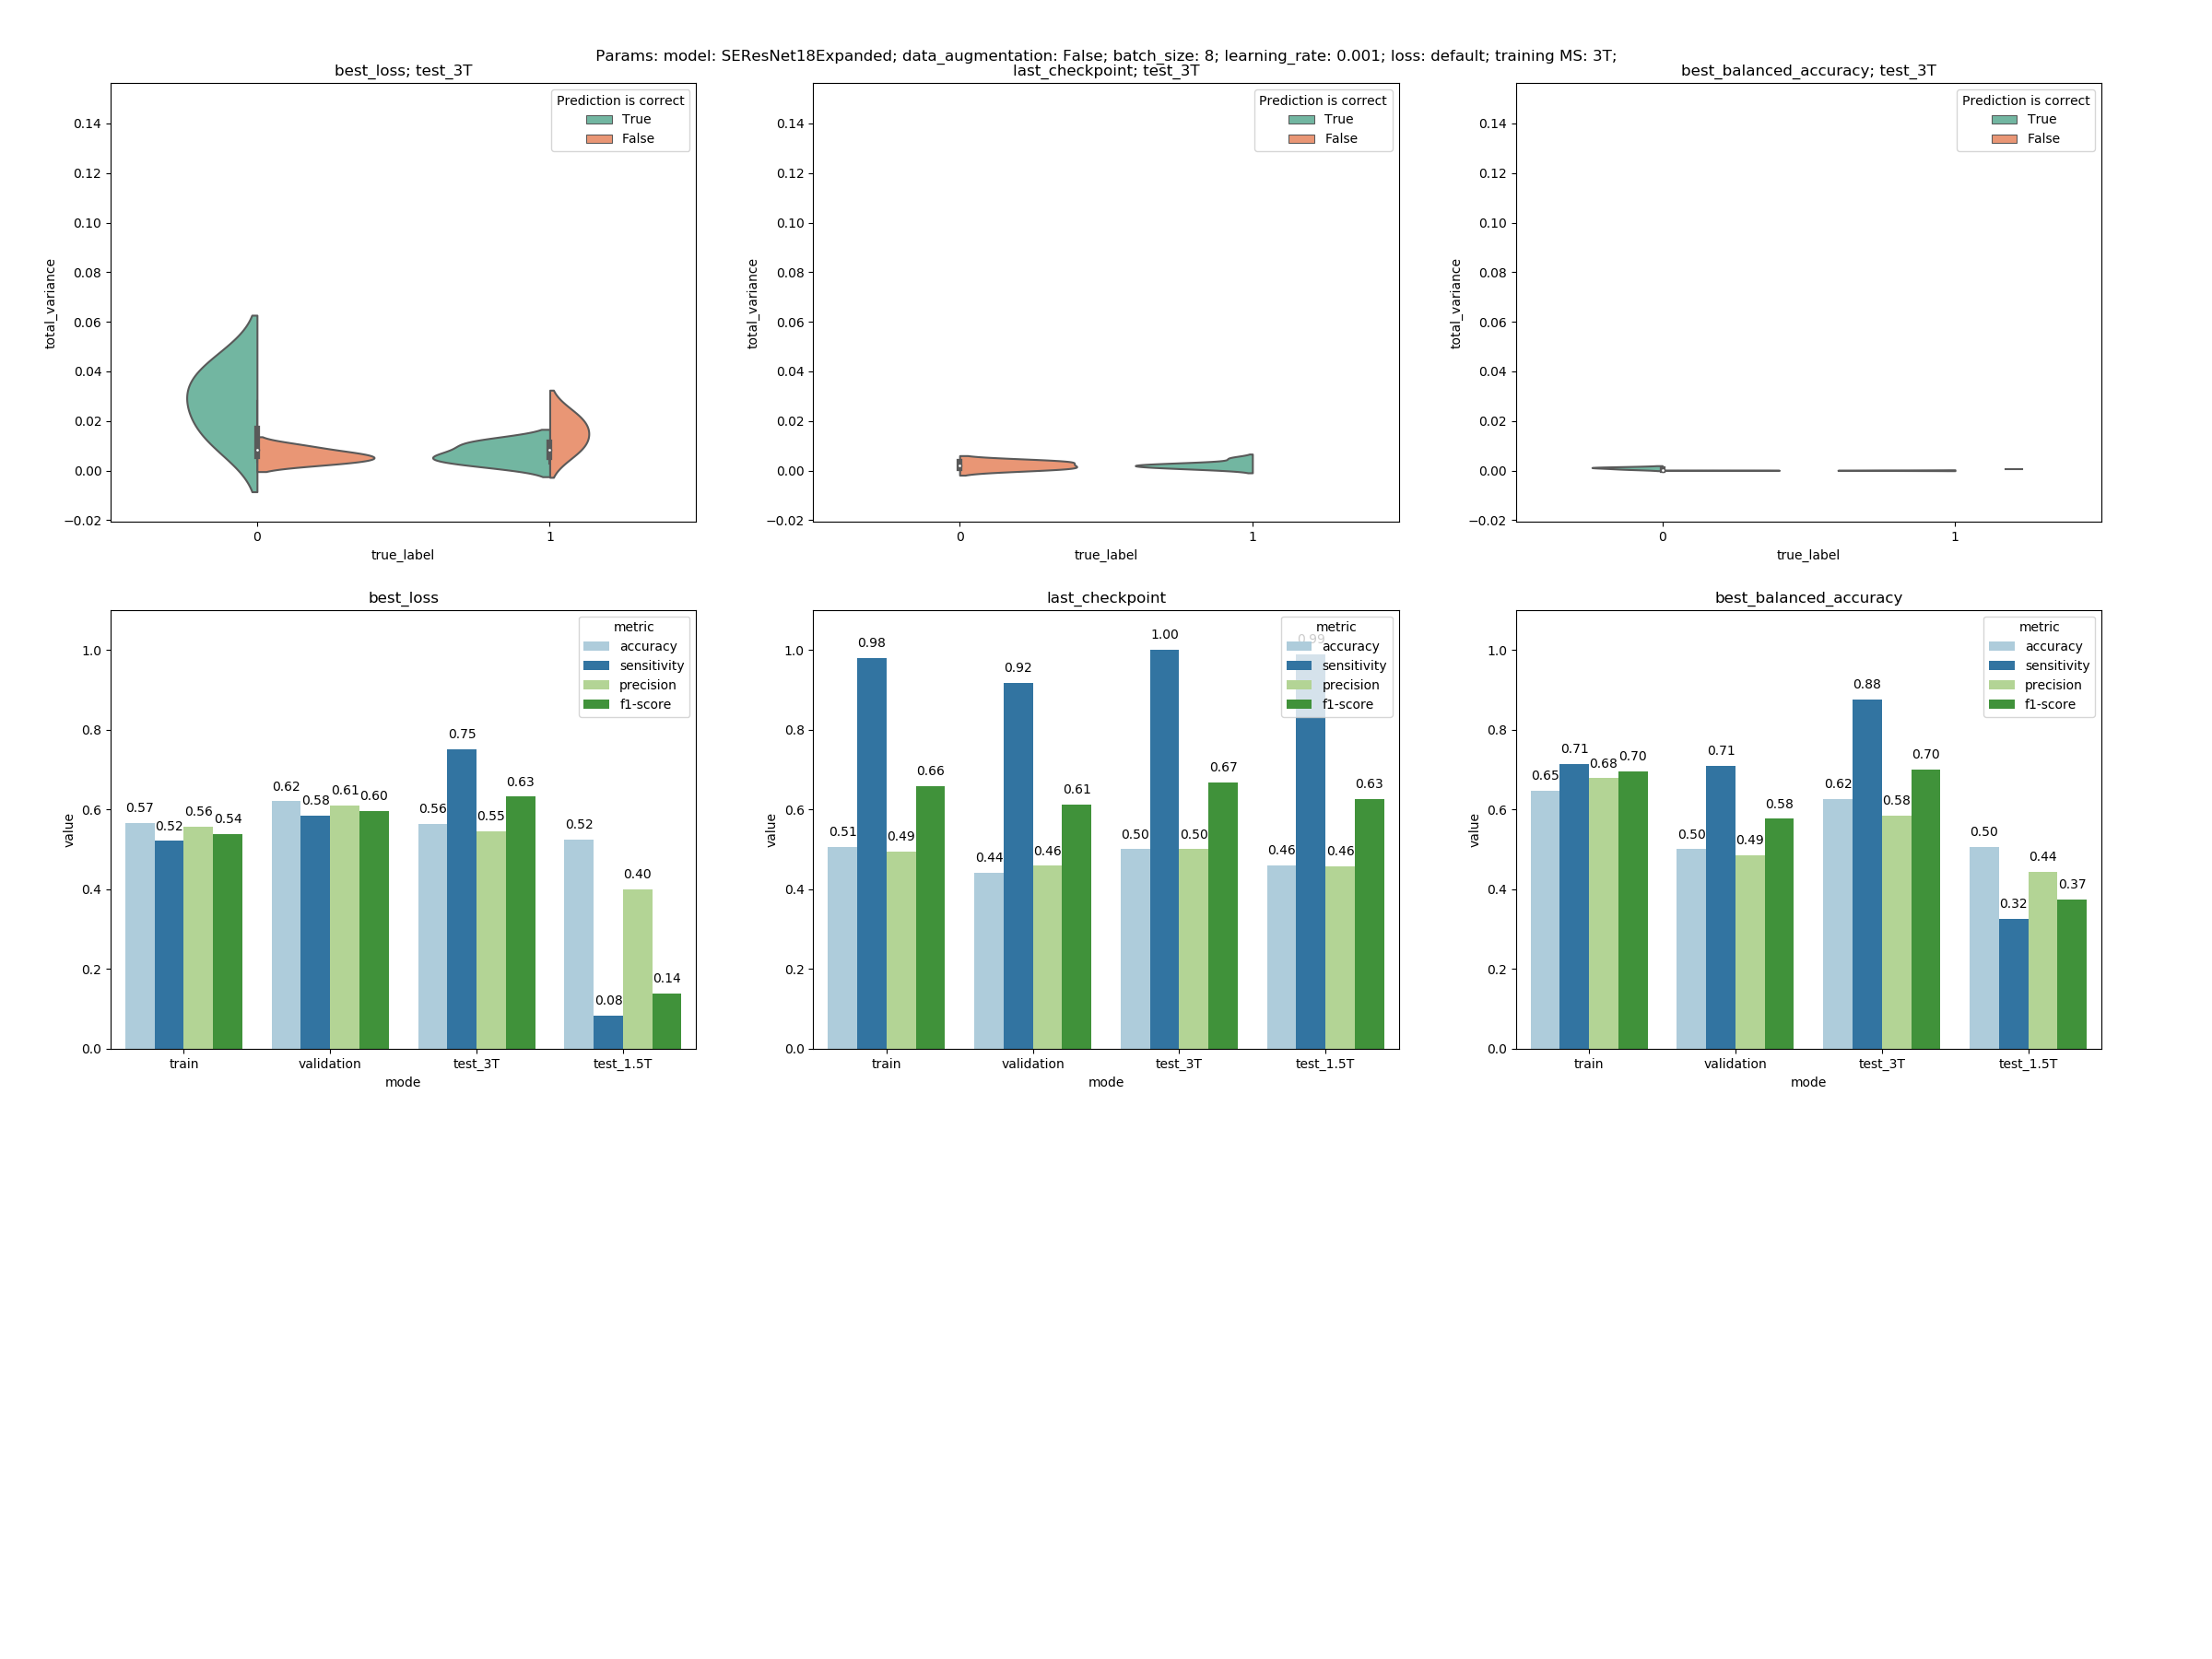 Params: model: SEResNet18Expanded; data_augmentation: False; batch_size: 8; learning_rate: 0.001; loss: default; training MS: 3T;
best_loss; test_3T
Prediction is correct
True
False
0.14
0.12
0.10
0.08
0.06
0.04
0.02
0.00
−0.02
total_variance
0
1
true_label
last_checkpoint; test_3T
Prediction is correct
True
False
0.14
0.12
0.10
0.08
0.06
0.04
0.02
0.00
−0.02
total_variance
0
1
true_label
best_balanced_accuracy; test_3T
Prediction is correct
True
False
0.14
0.12
0.10
0.08
0.06
0.04
0.02
0.00
−0.02
total_variance
0
1
true_label
best_loss
metric
accuracy
sensitivity
precision
f1-score
1.0
0.8
0.6
0.4
0.2
0.0
value
0.57
0.52
0.56
0.54
0.62
0.58
0.61
0.60
0.56
0.75
0.55
0.63
0.52
0.08
0.40
0.14
train
validation
test_3T
test_1.5T
mode
last_checkpoint
metric
accuracy
sensitivity
precision
f1-score
1.0
0.8
0.6
0.4
0.2
0.0
value
0.51
0.98
0.49
0.66
0.44
0.92
0.46
0.61
0.50
1.00
0.50
0.67
0.46
0.99
0.46
0.63
train
validation
test_3T
test_1.5T
mode
best_balanced_accuracy
metric
accuracy
sensitivity
precision
f1-score
1.0
0.8
0.6
0.4
0.2
0.0
value
0.65
0.71
0.68
0.70
0.50
0.71
0.49
0.58
0.62
0.88
0.58
0.70
0.50
0.32
0.44
0.37
train
validation
test_3T
test_1.5T
mode